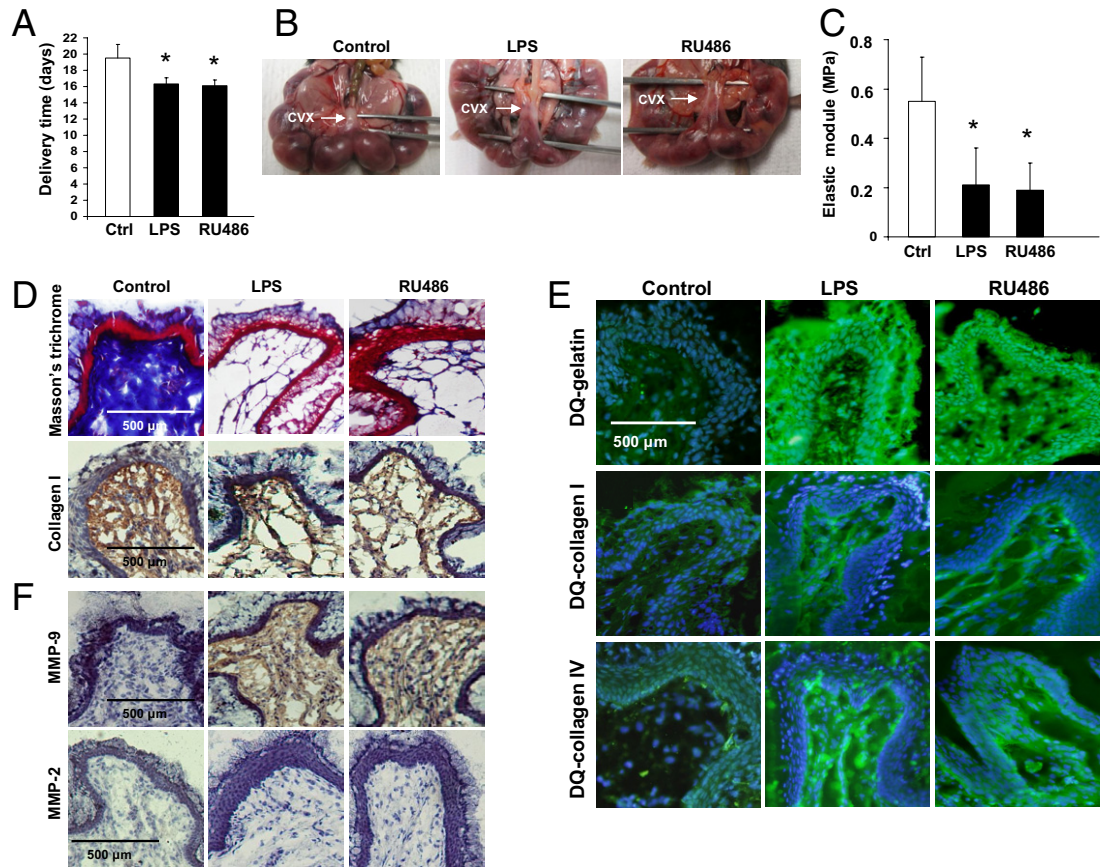 A
Delivery time (days)
22
20
18
16
14
12
10
8
6
4
2
0
*
*
Ctrl
LPS
RU486
B
Control
LPS
RU486
CVX
CVX
CVX
C
Elastic module (MPa)
0.8
0.6
0.4
0.2
0
*
*
Ctrl
LPS
RU486
D
Control
LPS
RU486
Masson's trichrome
500 µm
Collagen I
500 µm
E
Control
LPS
RU486
DQ-gelatin
500 µm
DQ-collagen I
DQ-collagen IV
F
MMP-9
500 µm
MMP-2
500 µm